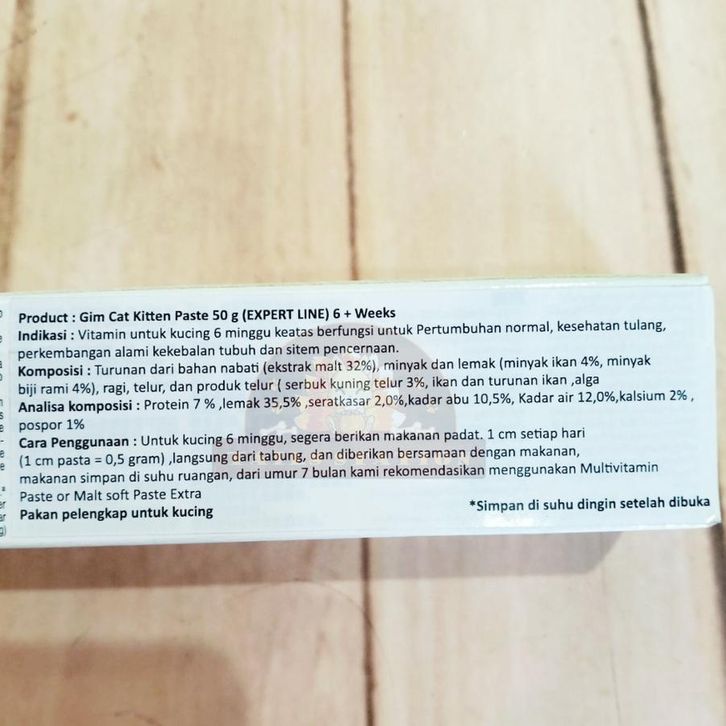 Product : Gim Cat Kitten Paste 50 g (EXPERT LINE) 6 + Weeks
Indikasi : Vitamin untuk kucing 6 minggu keatas berfungsi untuk Pertumbuhan normal, kesehatan tulang,
perkembangan alami kekebalan tubuh dan sitem pencernaan.
Komposisi : Turunan dari bahan nabati (ekstrak malt 32%), minyak dan lemak (minyak ikan 4%, minyak
biji rami 4%), ragi, telur, dan produk telur ( serbuk kuning telur 3%, ikan dan turunan ikan ,alga
Analisa komposisi : Protein 7 % ,lemak 35,5% ,seratkasar 2,0%,kadar abu 10,5%, Kadar air 12,0%,kalsium 2% ,
pospor 1%
Cara Penggunaan : Untuk kucing 6 minggu, segera berikan makanan padat. 1 cm setiap hari
(1 cm pasta = 0,5 gram) ,langsung dari tabung, dan diberikan bersamaan dengan makanan,
makanan simpan di suhu ruangan, dari umur 7 bulan kami rekomendasikan menggunakan Multivitamin
Paste or Malt soft Paste Extra
Pakan pelengkap untuk kucing
*Simpan di suhu dingin setelah dibuka